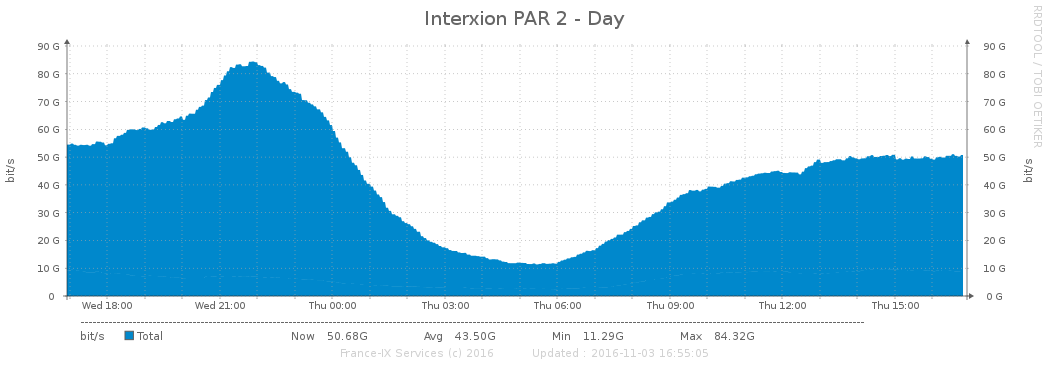 Interxion PAR 2 - Day
RRDTOOL / TOBI OETIKER
90 G 90 G
80 G 80 G
70 G 70 G
60 G 60 G
50 G 50 G
40 G 40 G
30 G 30 G
20 G 20 G
10 G 10 G
0 0 G
bit/s
bit/s
Wed 18:00 Wed 21:00 Thu 00:00 Thu 03:00 Thu 06:00 Thu 09:00 Thu 12:00 Thu 15:00
bit/s Total Now 50.68G Avg 43.50G Min 11.29G Max 84.32G
France-IX Services (c) 2016 Updated : 2016-11-03 16:55:05